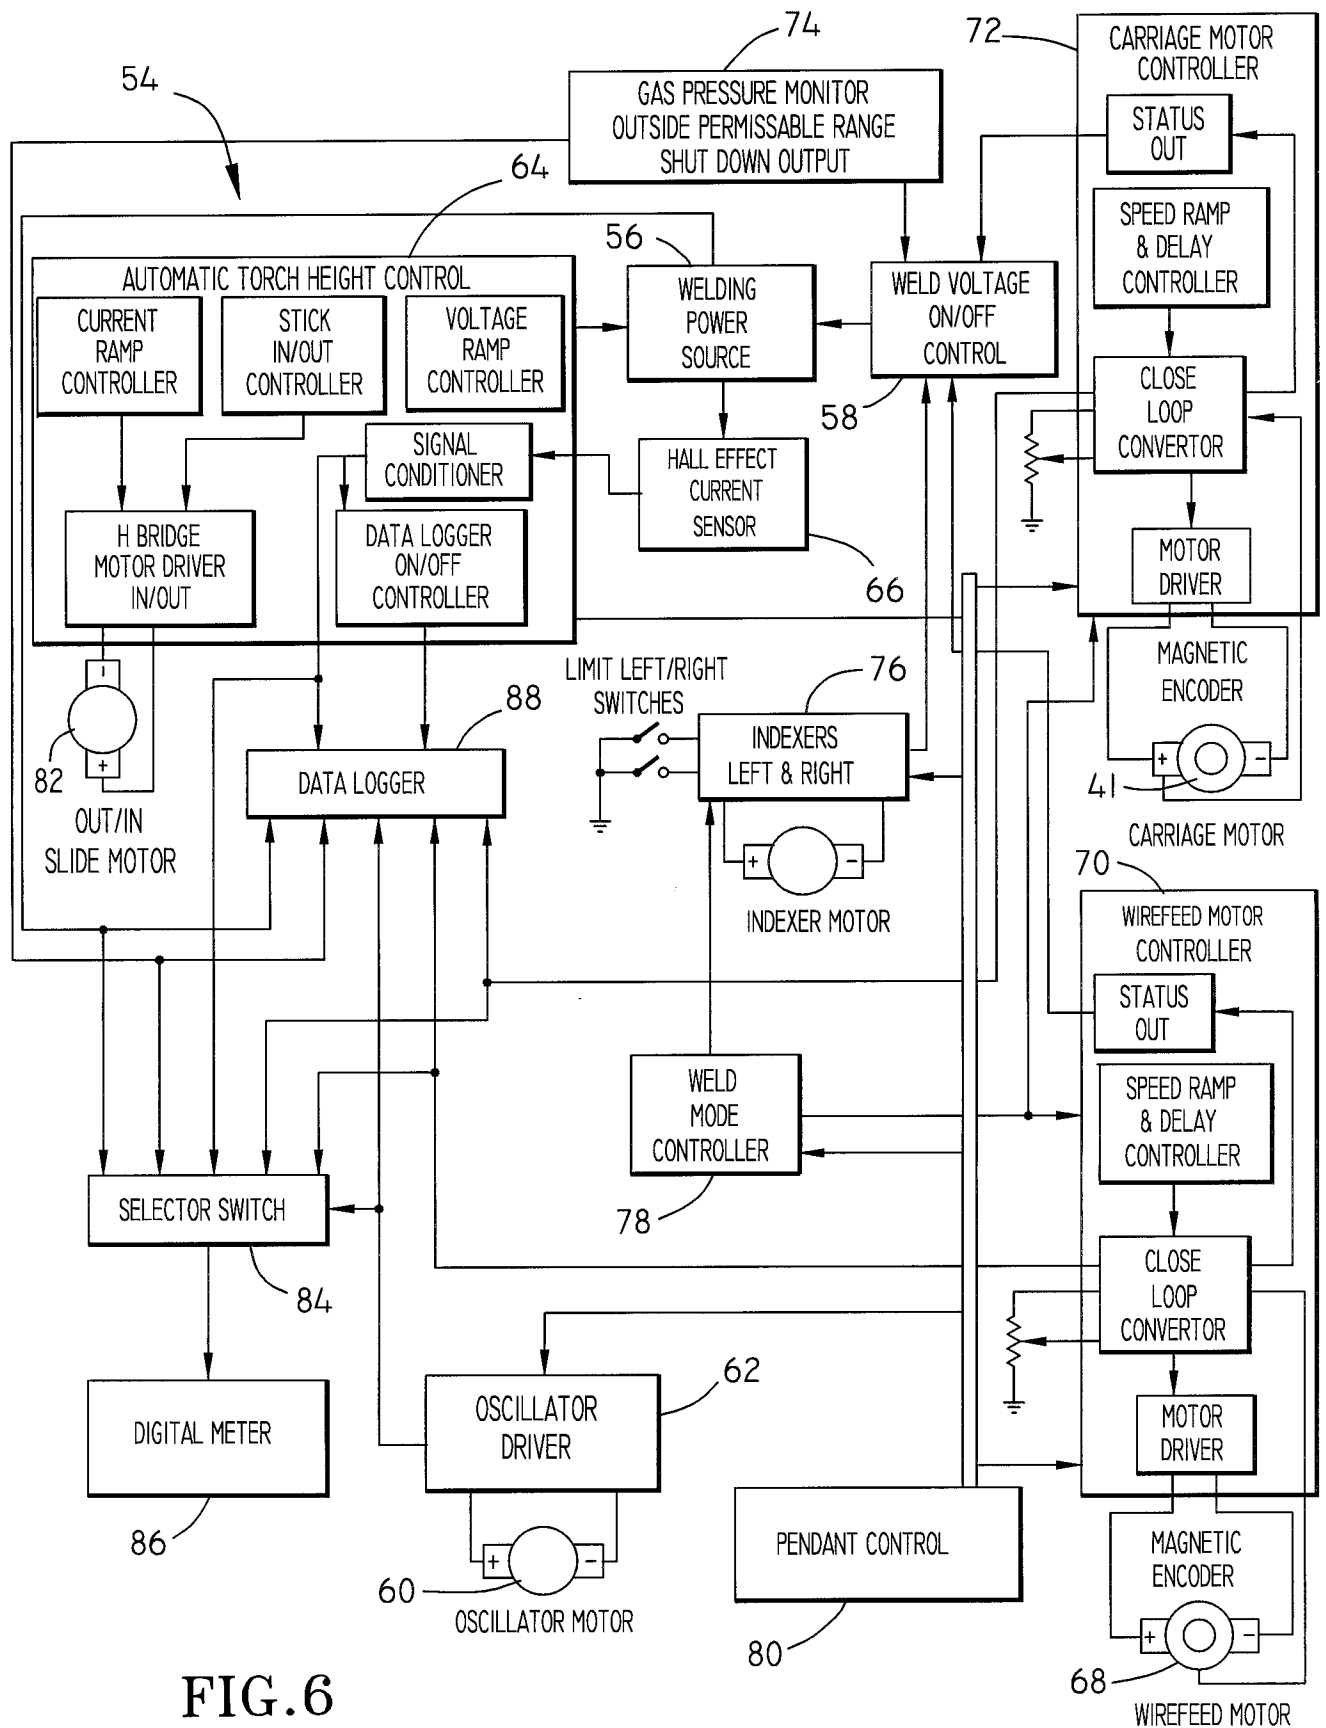 74
GAS PRESSURE MONITOR
OUTSIDE PERMISSABLE RANGE
SHUT DOWN OUTPUT
72
CARRIAGE MOTOR
CONTROLLER
STATUS
OUT
SPEED RAMP
& DELAY
CONTROLLER
CLOSE
LOOP
CONVERTOR
MOTOR
DRIVER
MAGNETIC
ENCODER
+
−
41
CARRIAGE MOTOR
54
64
AUTOMATIC TORCH HEIGHT CONTROL
CURRENT
RAMP
CONTROLLER
STICK
IN/OUT
CONTROLLER
VOLTAGE
RAMP
CONTROLLER
SIGNAL
CONDITIONER
H BRIDGE
MOTOR DRIVER
IN/OUT
DATA LOGGER
ON/OFF
CONTROLLER
56
WELDING
POWER
SOURCE
WELD VOLTAGE
ON/OFF
CONTROL
58
HALL EFFECT
CURRENT
SENSOR
66
−
+
82
OUT/IN
SLIDE MOTOR
88
DATA LOGGER
LIMIT LEFT/RIGHT
SWITCHES
76
INDEXERS
LEFT & RIGHT
+
−
INDEXER MOTOR
70
WIREFEED MOTOR
CONTROLLER
STATUS
OUT
SPEED RAMP
& DELAY
CONTROLLER
CLOSE
LOOP
CONVERTOR
MOTOR
DRIVER
MAGNETIC
ENCODER
+
−
68
WIREFEED MOTOR
WELD
MODE
CONTROLLER
78
SELECTOR SWITCH
84
DIGITAL METER
86
62
OSCILLATOR
DRIVER
+
−
60
OSCILLATOR MOTOR
PENDANT CONTROL
80
FIG.6